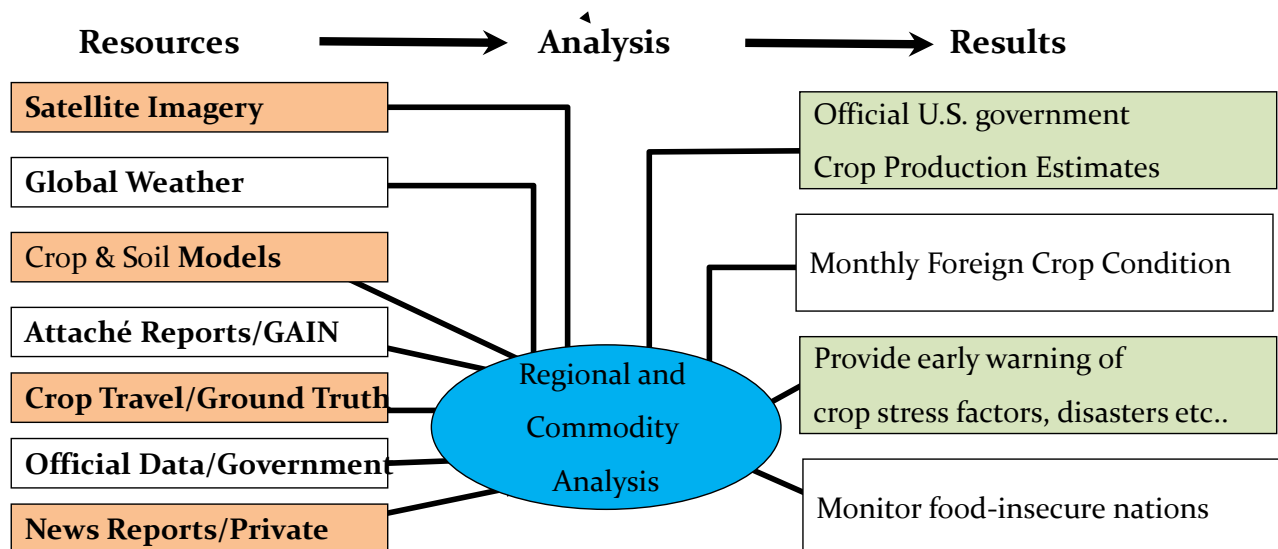 Resources
Analysis
Results
Satellite Imagery
Global Weather
Crop & Soil Models
Attaché Reports/GAIN
Crop Travel/Ground Truth
Official Data/Government
News Reports/Private
Regional and
Commodity
Analysis
Official U.S. government
Crop Production Estimates
Monthly Foreign Crop Condition
Provide early warning of
crop stress factors, disasters etc..
Monitor food-insecure nations